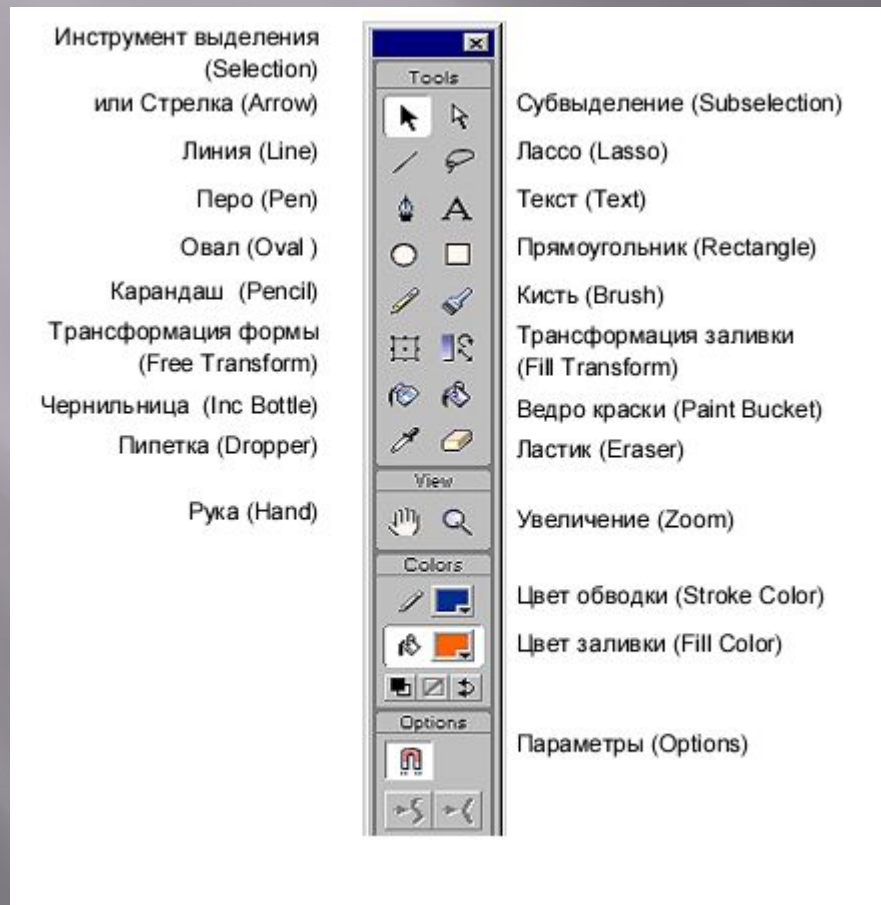 Инструмент выделения
(Selection)
или Стрелка (Arrow)
Линия (Line)
Перо (Pen)
Овал (Oval )
Карандаш (Pencil)
Трансформация формы
(Free Transform)
Чернильница (Inc Bottle)
Пипетка (Dropper)
Рука (Hand)
Tools
View
Colors
Options
Субвыделение (Subselection)
Лассо (Lasso)
Текст (Text)
Прямоугольник (Rectangle)
Кисть (Brush)
Трансформация заливки
(Fill Transform)
Ведро краски (Paint Bucket)
Ластик (Eraser)
Увеличение (Zoom)
Цвет обводки (Stroke Color)
Цвет заливки (Fill Color)
Параметры (Options)